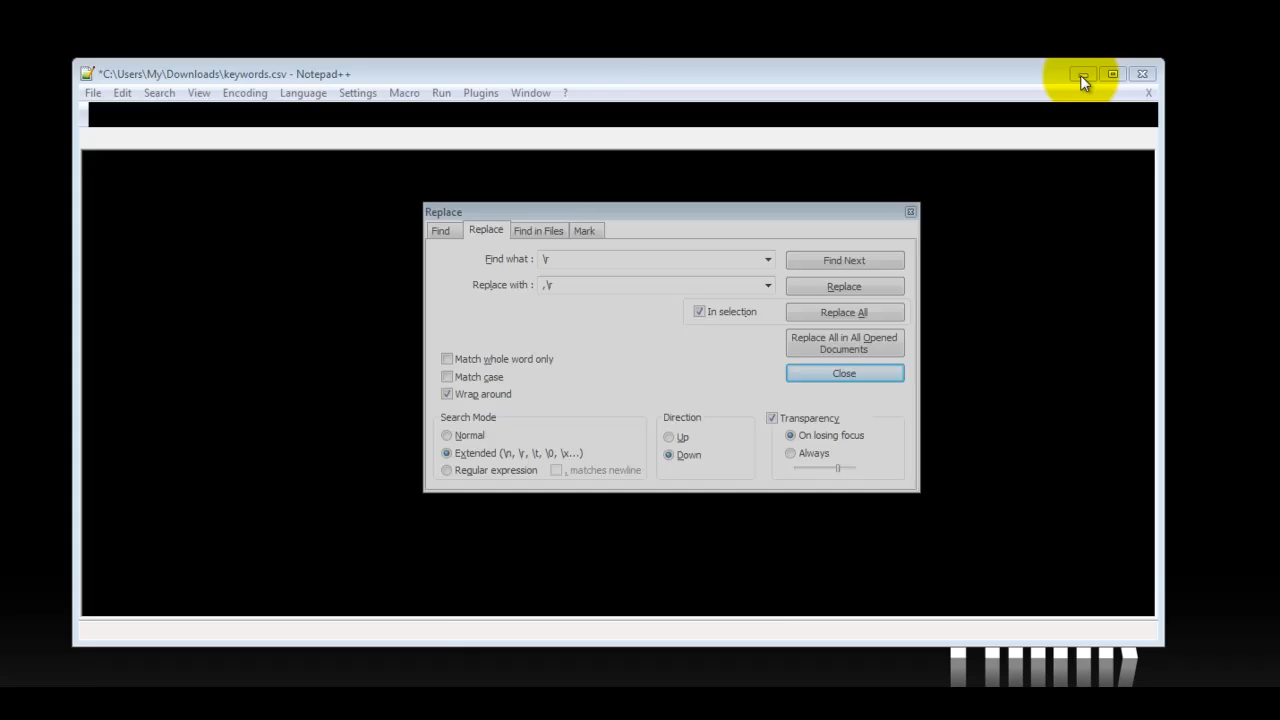 *C:\Users\My\Downloads\keywords.csv - Notepad++
File Edit Search View Encoding Language Settings Macro Run Plugins Window ? X
Replace
Find Replace Find in Files Mark
Find what : \r Find Next
Replace with : ,\r Replace
In selection Replace All
Replace All in All Opened
Documents
Match whole word only
Close
Match case
Wrap around
Search Mode Direction Transparency
Normal Up On losing focus
Extended (\n, \r, \t, \0, \x...) Down Always
Regular expression . matches newline